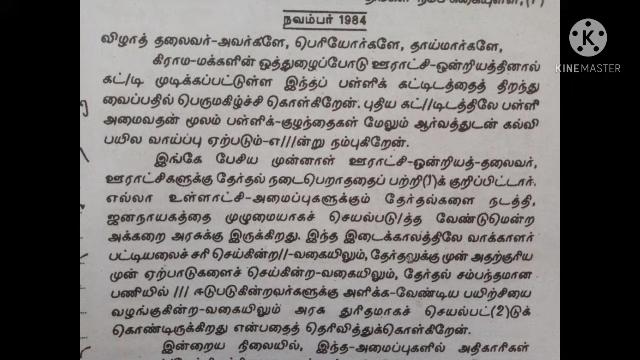 நவம்பர் 1984
விழாத் தலைவர்-அவர்களே, பெரியோர்களே, தாய்மார்களே,
கிராம-மக்களின் ஒத்துழைப்போடு ஊராட்சி-ஒன்றியத்தினால்
கட்/டி முடிக்கப்பட்டுள்ள இந்தப் பள்ளிக் கட்டிடத்தைத் திறந்து
வைப்பதில் பெருமகிழ்ச்சி கொள்கிறேன். புதிய கட்//டிடத்திலே பள்ளி
அமைவதன் மூலம் பள்ளிக்-குழந்தைகள் மேலும் ஆர்வத்துடன் கல்வி
பயில வாய்ப்பு ஏற்படும்-எ///ன்று நம்புகிறேன்.
இங்கே பேசிய முன்னாள் ஊராட்சி-ஒன்றியத்-தலைவர்,
ஊராட்சிகளுக்கு தேர்தல் நடைபெறாததைப் பற்றி(1)க் குறிப்பிட்டார்.
எல்லா உள்ளாட்சி-அமைப்புகளுக்கும் தேர்தல்களை நடத்தி,
ஜனநாயகத்தை முழுமையாகச் செயல்படு/த்த வேண்டுமென்ற
அக்கறை அரசுக்கு இருக்கிறது. இந்த இடைக்காலத்திலே வாக்காளர்
பட்டியலைச் சரி செய்கின்ற//-வகையிலும், தேர்தலுக்கு முன் அதற்குரிய
முன் ஏற்பாடுகளைச் செய்கின்ற-வகையிலும், தேர்தல் சம்பந்தமான
பணியில் /// ஈடுபடுகின்றவர்களுக்கு அளிக்க-வேண்டிய பயிற்சியை
வழங்குகின்ற-வகையிலும் அரசு துரிதமாகச் செயல்பட்(2)டுக்
கொண்டிருக்கிறது என்பதைத் தெரிவித்துக்கொள்கிறேன்.
இன்றைய நிலையில், இந்த-அமைப்புகளில் அதிகாரிகள்
KINEMASTER